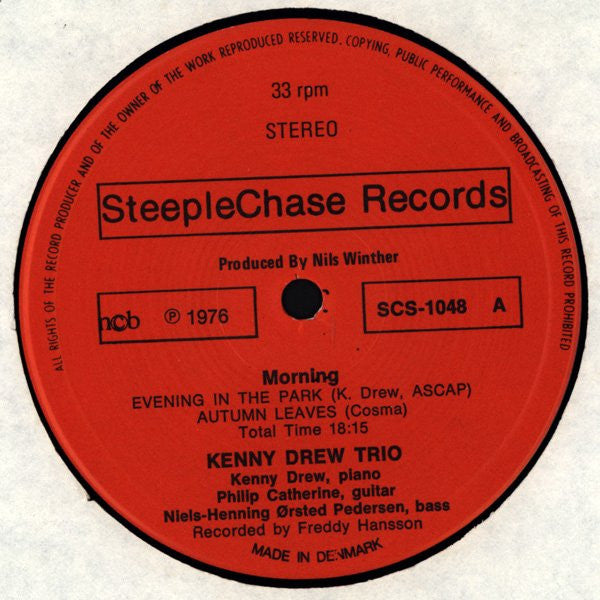 ALL RIGHTS OF THE RECORD PRODUCER AND OF THE OWNER OF THE WORK REPRODUCED RESERVED. COPYING, PUBLIC PERFORMANCE AND BROADCASTING OF THIS RECORD PROHIBITED
33 rpm
STEREO
SteepleChase Records
Produced By Nils Winther
ncb ℗ 1976
SCS-1048 A
Morning
EVENING IN THE PARK (K. Drew, ASCAP)
AUTUMN LEAVES (Cosma)
Total Time 18:15
KENNY DREW TRIO
Kenny Drew, piano
Philip Catherine, guitar
Niels-Henning Ørsted Pedersen, bass
Recorded by Freddy Hansson
MADE IN DENMARK